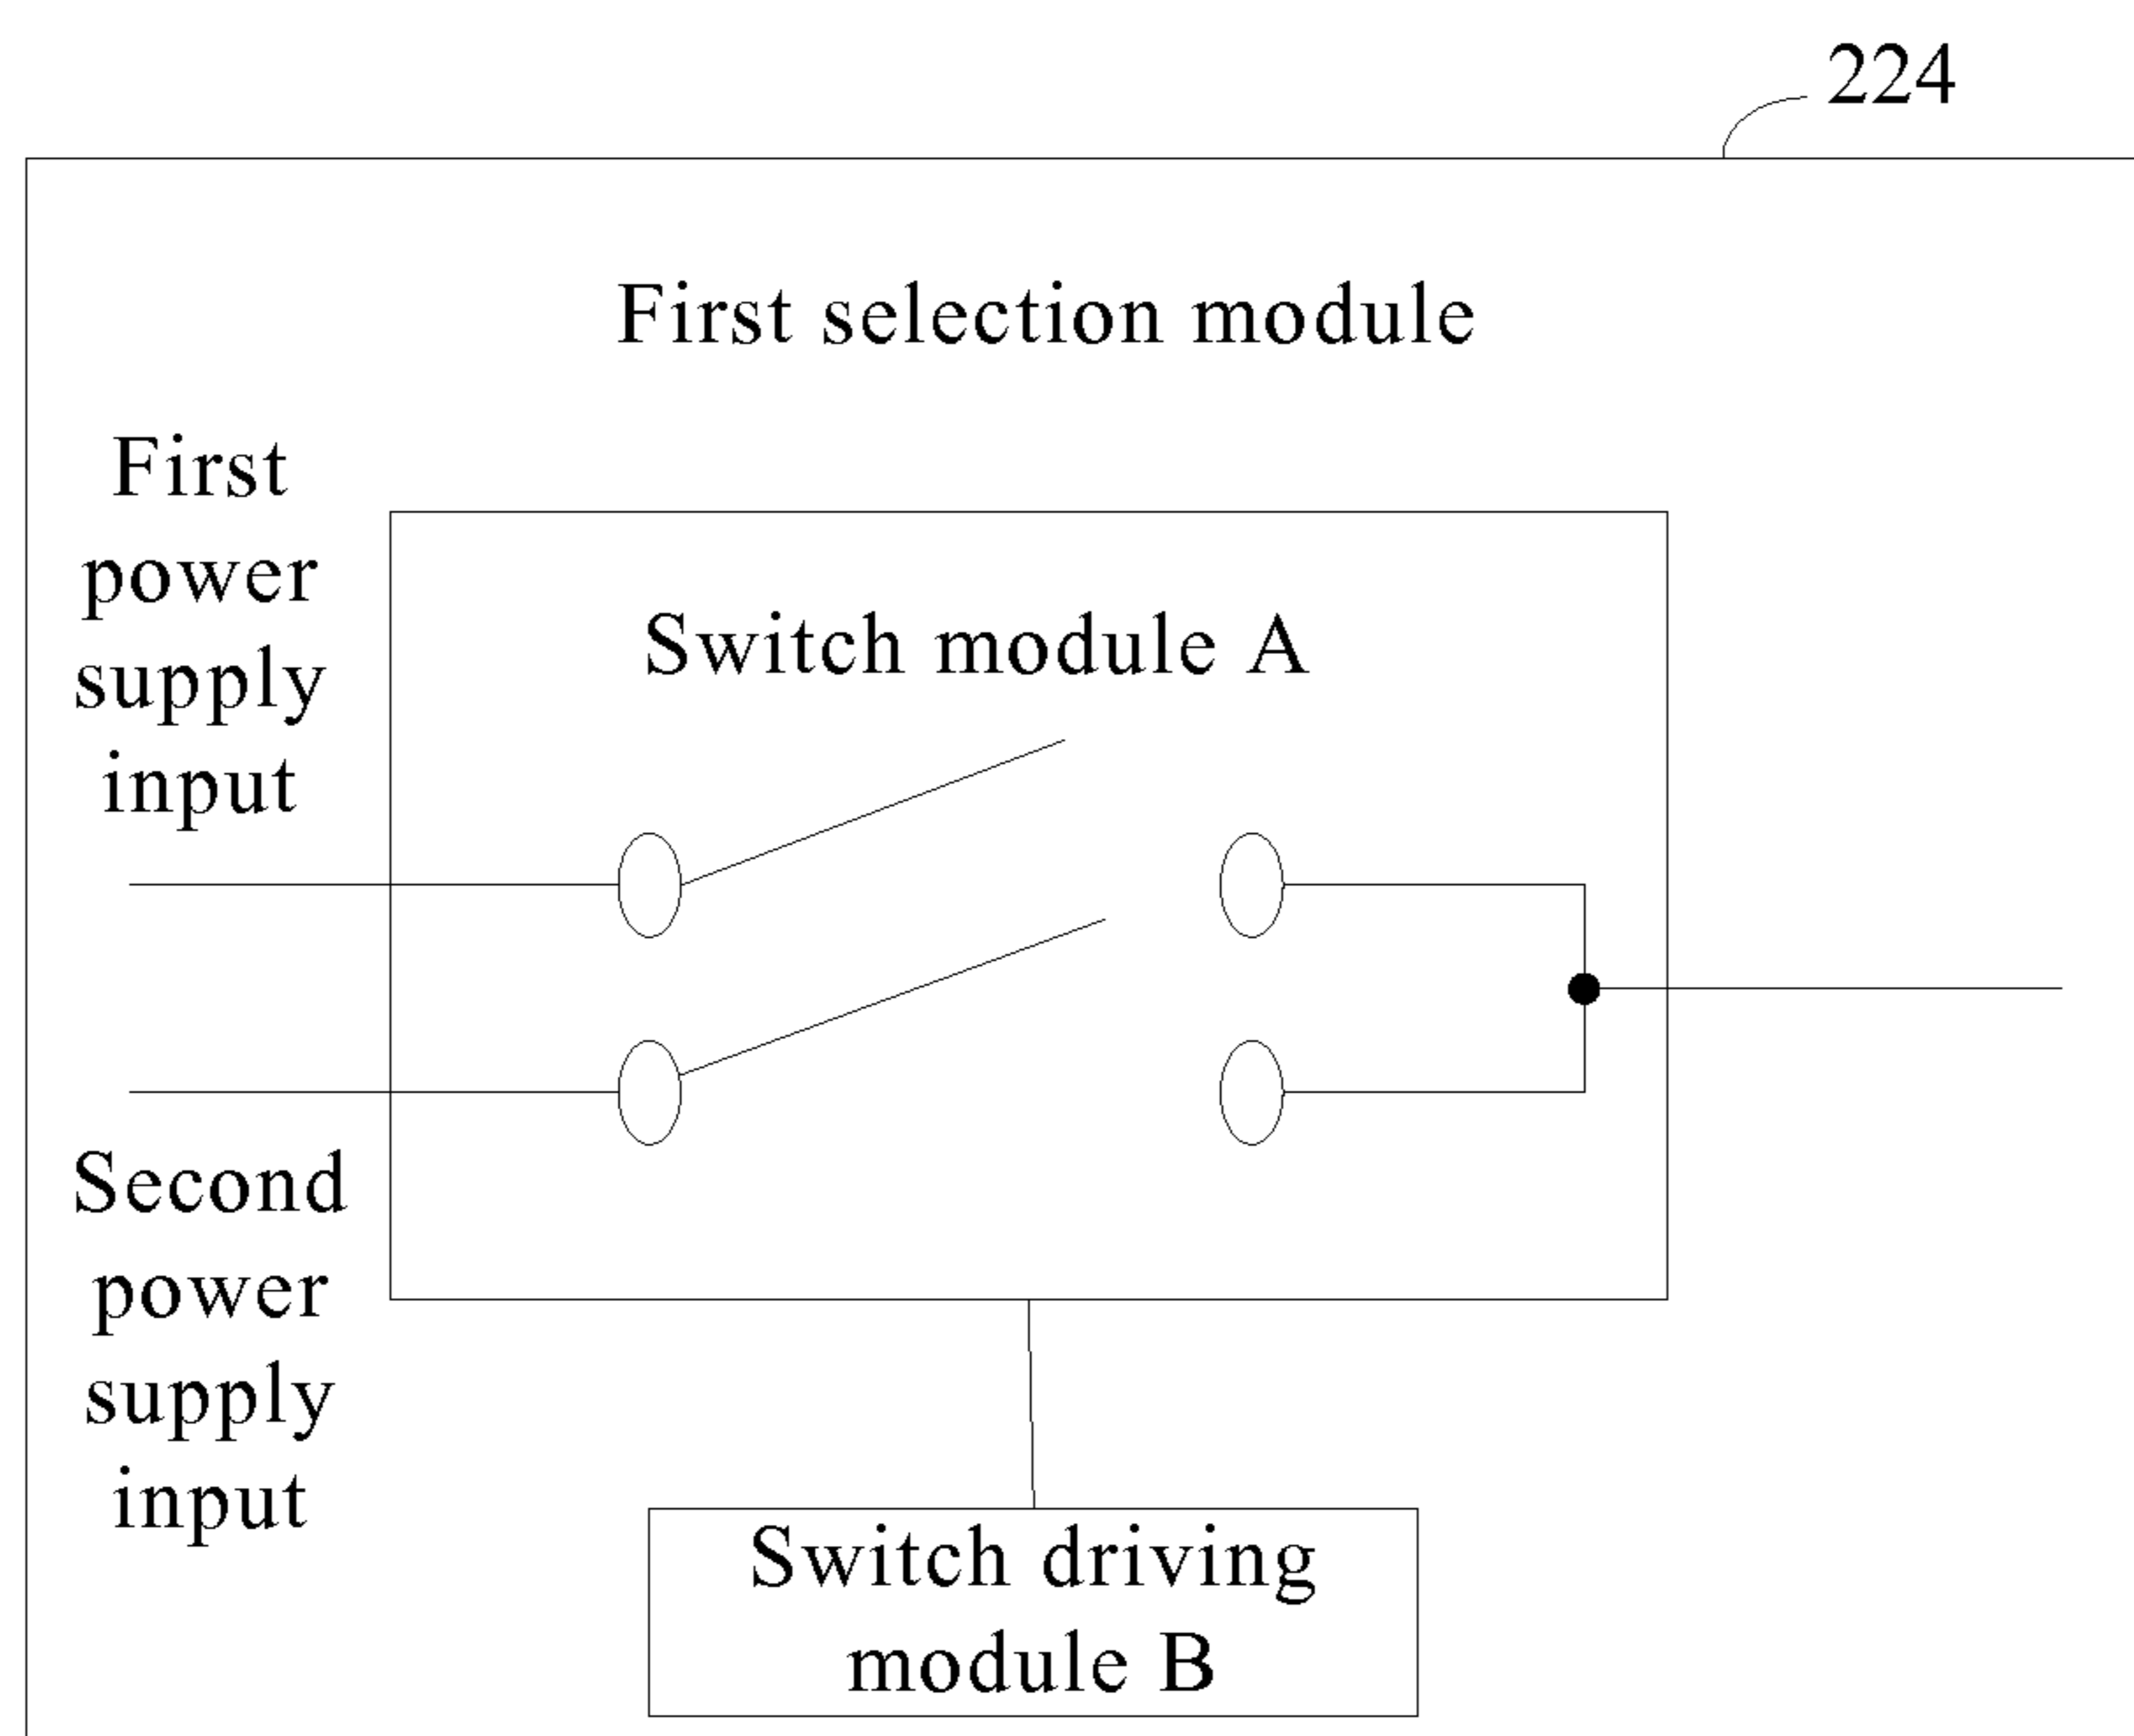 224
First selection module
First
power
supply
input
Switch module A
Second
power
supply
input
Switch driving
module B